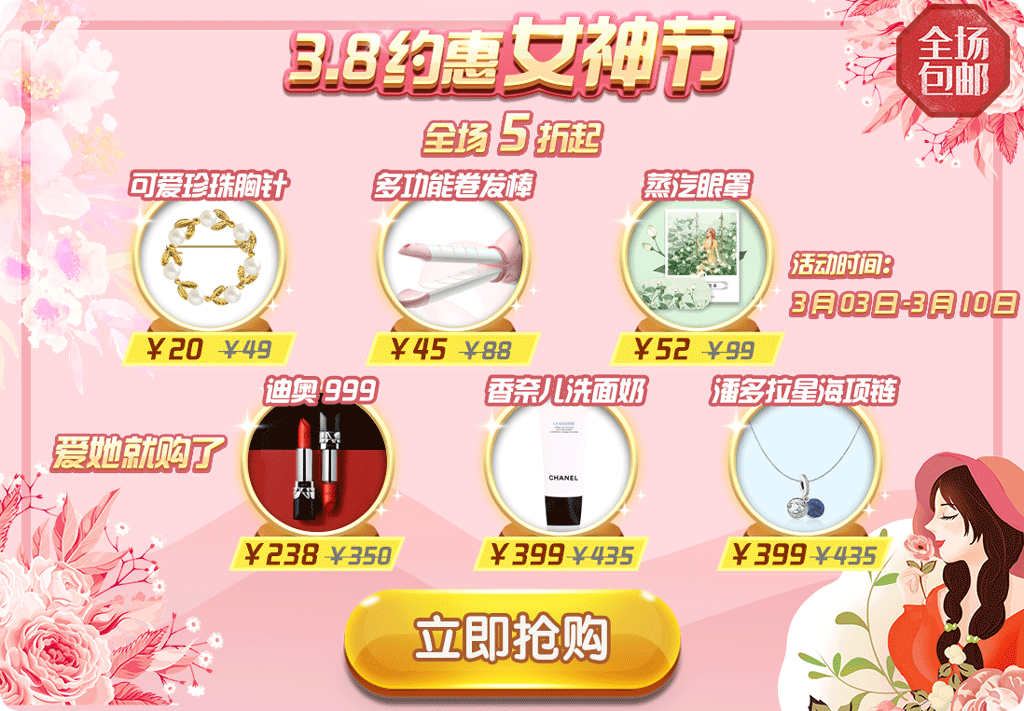 3.8约惠女神节
全场
包邮
全场 5 折起
可爱珍珠胸针
多功能卷发棒
蒸汽眼罩
活动时间：
3月03日-3月10日
￥20 ￥49
￥45 ￥88
￥52 ￥99
迪奥 999
香奈儿洗面奶
潘多拉星海项链
爱她就购了
CHANEL
￥238 ￥350
￥399 ￥435
￥399 ￥435
立即抢购